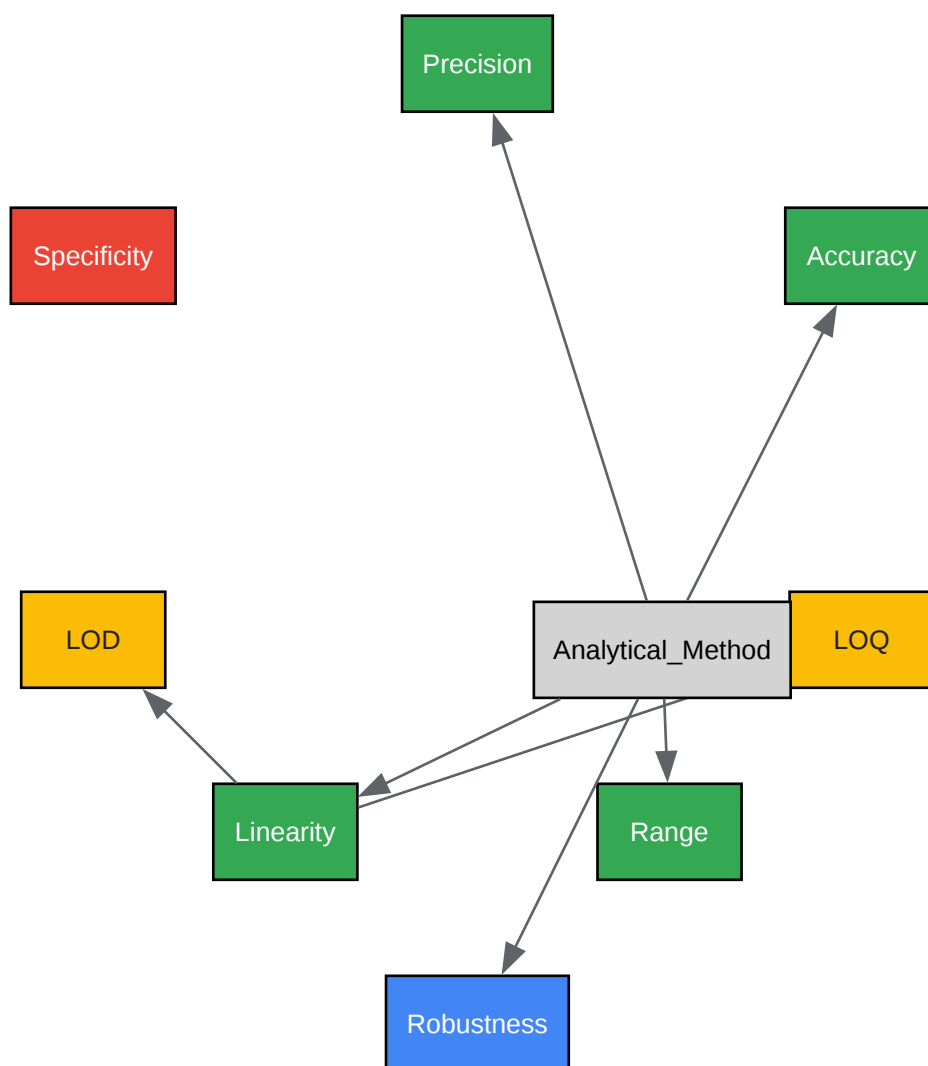 Precision
Specificity
Accuracy
LOD
Analytical_Method
LOQ
Linearity
Range
Robustness